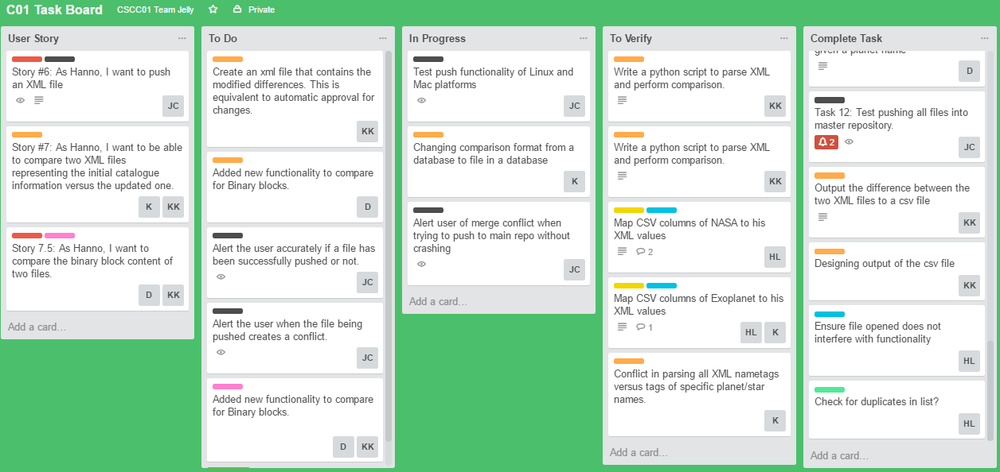 C01 Task Board CSCC01 Team Jelly Private
User Story ...
Story #6: As Hanno, I want to push
an XML file
JC
Story #7: As Hanno, I want to be able
to compare two XML files
representing the initial catalogue
information versus the updated one.
K KK
Story 7.5: As Hanno, I want to
compare the binary block content of
two files.
D KK
Add a card...
To Do ...
Create an xml file that contains the
modified differences. This is
equivalent to automatic approval for
changes.
KK
Added new functionality to compare
for Binary blocks.
D
Alert the user accurately if a file has
been successfully pushed or not.
JC
Alert the user when the file being
pushed creates a conflict.
JC
Added new functionality to compare
for Binary blocks.
D KK
In Progress ...
Test push functionality of Linux and
Mac platforms
JC
Changing comparison format from a
database to file in a database
K
Alert user of merge conflict when
trying to push to main repo without
crashing
JC
Add a card...
To Verify ...
Write a python script to parse XML
and perform comparison.
KK
Write a python script to parse XML
and perform comparison.
KK
Map CSV columns of NASA to his
XML values
2
HL
Map CSV columns of Exoplanet to his
XML values
1
HL K
Conflict in parsing all XML nametags
versus tags of specific planet/star
names.
K
Add a card...
Complete Task ...
given a planet name
D
Task 12: Test pushing all files into
master repository.
2
JC
Output the difference between the
two XML files to a csv file
KK
Designing output of the csv file
KK
Ensure file opened does not
interfere with functionality
HL
Check for duplicates in list?
HL
Add a card...